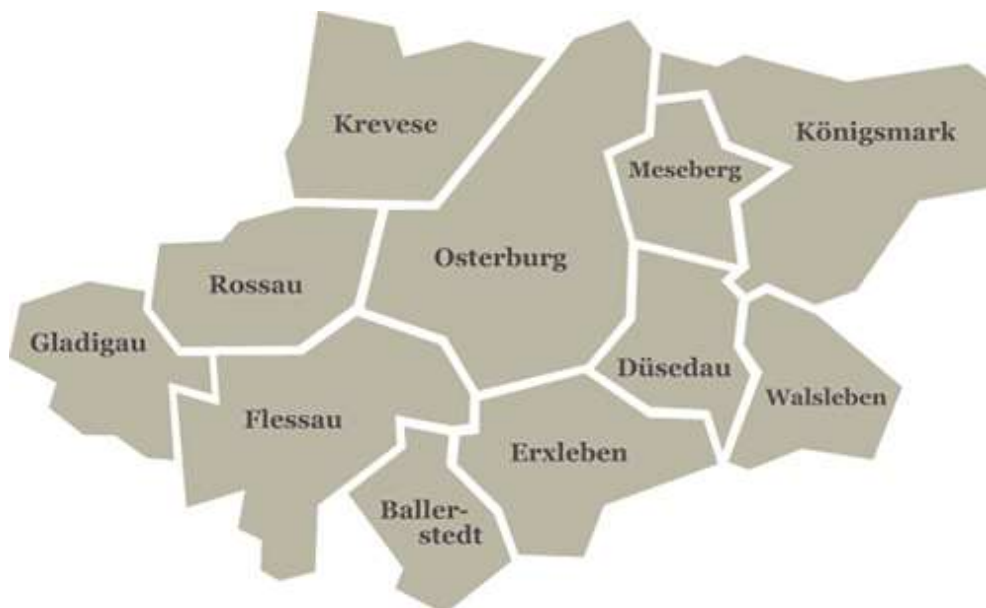 Krevese
Königsmark
Meseberg
Osterburg
Rossau
Gladigau
Düsedau
Walsleben
Flessau
Erxleben
Baller-
stedt